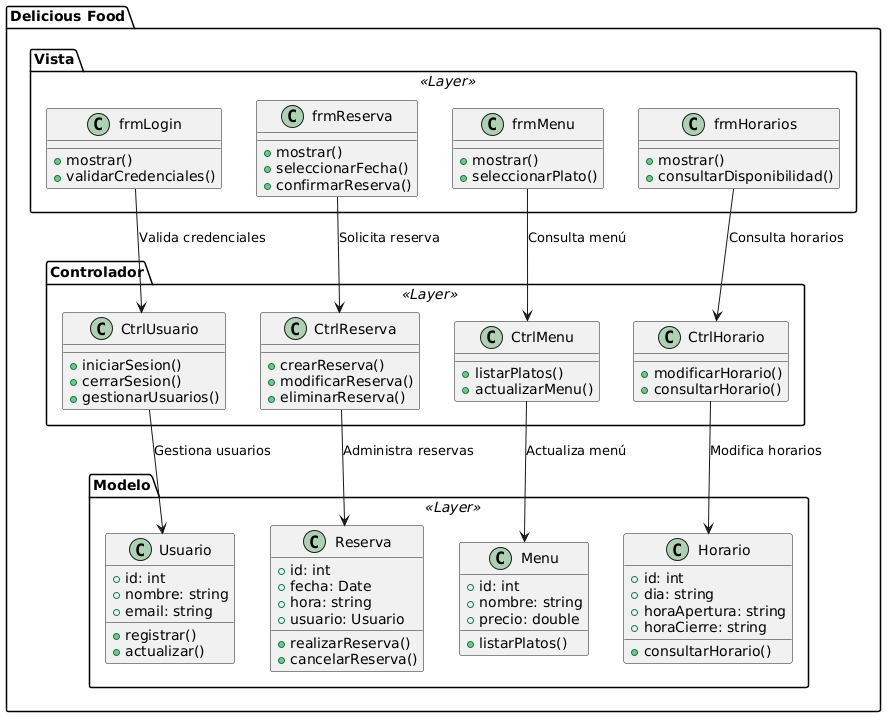 Delicious Food
Vista
«Layer»
C frmLogin
mostrar()
validarCredenciales()
C frmReserva
mostrar()
seleccionarFecha()
confirmarReserva()
C frmMenu
mostrar()
seleccionarPlato()
C frmHorarios
mostrar()
consultarDisponibilidad()
Valida credenciales
Solicita reserva
Consulta menú
Consulta horarios
Controlador
«Layer»
C CtrlUsuario
iniciarSesion()
cerrarSesion()
gestionarUsuarios()
C CtrlReserva
crearReserva()
modificarReserva()
eliminarReserva()
C CtrlMenu
listarPlatos()
actualizarMenu()
C CtrlHorario
modificarHorario()
consultarHorario()
Gestiona usuarios
Administra reservas
Actualiza menú
Modifica horarios
Modelo
«Layer»
C Usuario
id: int
nombre: string
email: string
registrar()
actualizar()
C Reserva
id: int
fecha: Date
hora: string
usuario: Usuario
realizarReserva()
cancelarReserva()
C Menu
id: int
nombre: string
precio: double
listarPlatos()
C Horario
id: int
dia: string
horaApertura: string
horaCierre: string
consultarHorario()